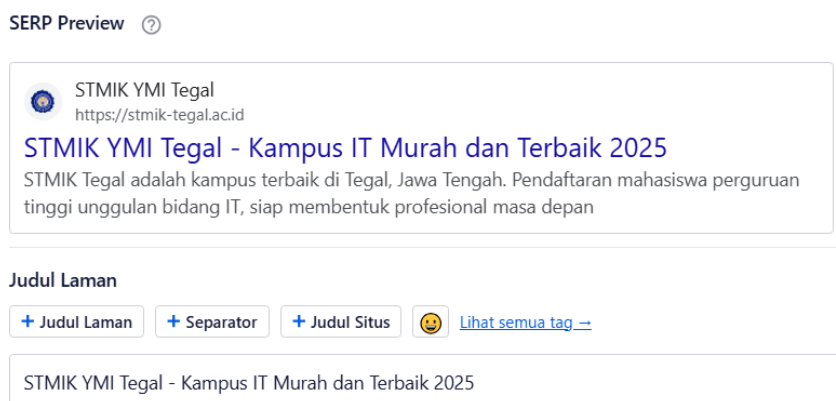 SERP Preview
STMIK YMI Tegal
https://stmik-tegal.ac.id
STMIK YMI Tegal - Kampus IT Murah dan Terbaik 2025
STMIK Tegal adalah kampus terbaik di Tegal, Jawa Tengah. Pendaftaran mahasiswa perguruan
tinggi unggulan bidang IT, siap membentuk profesional masa depan
Judul Laman
+ Judul Laman + Separator + Judul Situs Lihat semua tag →
STMIK YMI Tegal - Kampus IT Murah dan Terbaik 2025